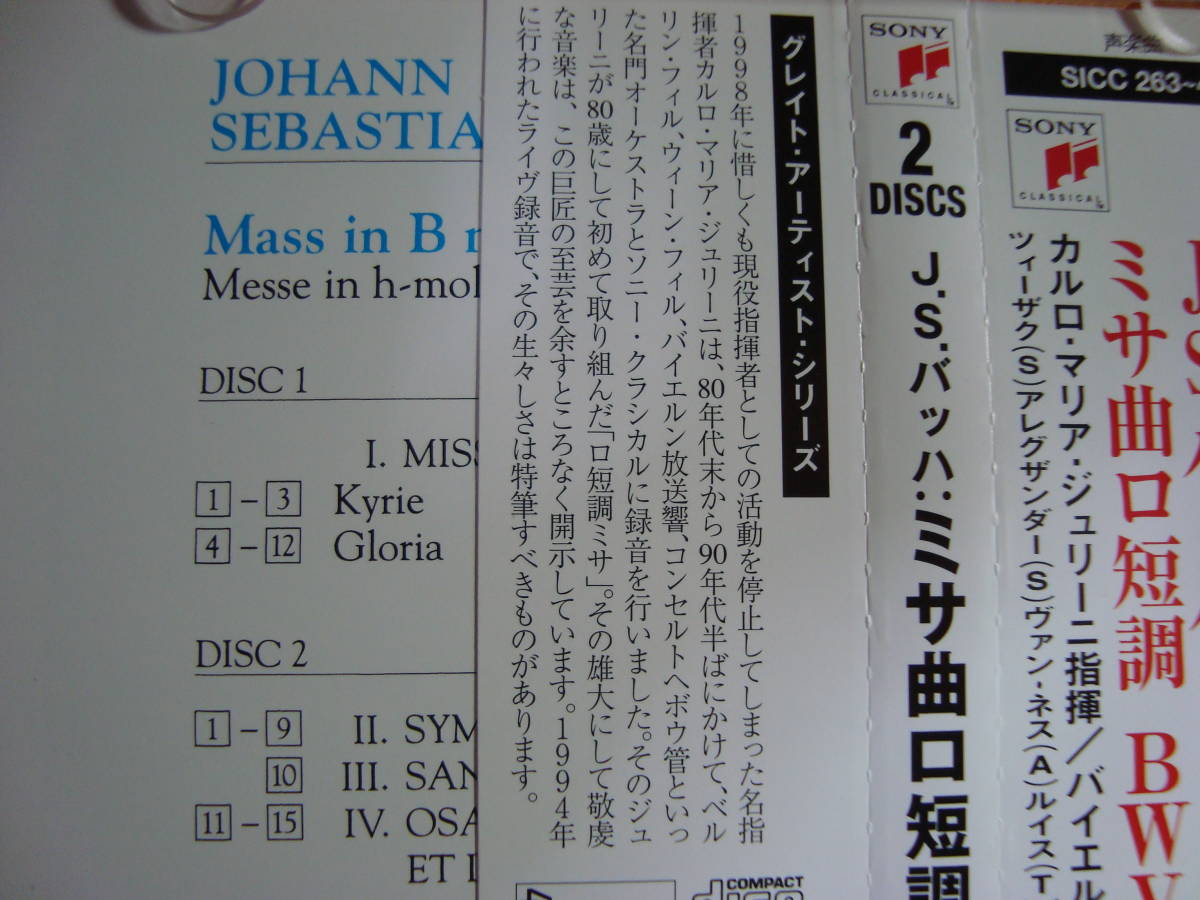 JOHANN
SEBASTIA
Mass in B
Messe in h-mol
DISC 1
I. MISS
1 – 3 Kyrie
4 – 12 Gloria
DISC 2
1 – 9 II. SYM
10 III. SAN
11 – 15 IV. OSA
ET
グレイト・アーティスト・シリーズ
1998年に惜しくも現役指揮者としての活動を停止してしまった名指
揮者カルロ・マリア・ジュリーニは、80年代末から90年代半ばにかけて、ベル
リン・フィル、ウィーン・フィル、バイエルン放送響、コンセルトヘボウ管といっ
た名門オーケストラとソニー・クラシカルに録音を行いました。そのジュ
リーニが80歳にして初めて取り組んだ「ロ短調ミサ」。その雄大にして敬虔
な音楽は、この巨匠の至芸を余すところなく開示しています。1994年
に行われたライヴ録音で、その生々しさは特筆すべきものがあります。
COMPACT
disc
SONY
CLASSICAL
2
DISCS
J.S.バッハ:ミサ曲ロ短調
SICC 263~4
SONY
CLASSICAL
ミサ曲ロ短調 BWV
カルロ・マリア・ジュリーニ指揮/バイエル
ツィーザク(S)アレグザンダー(S)ヴァン・ネス(A)ルイス(T